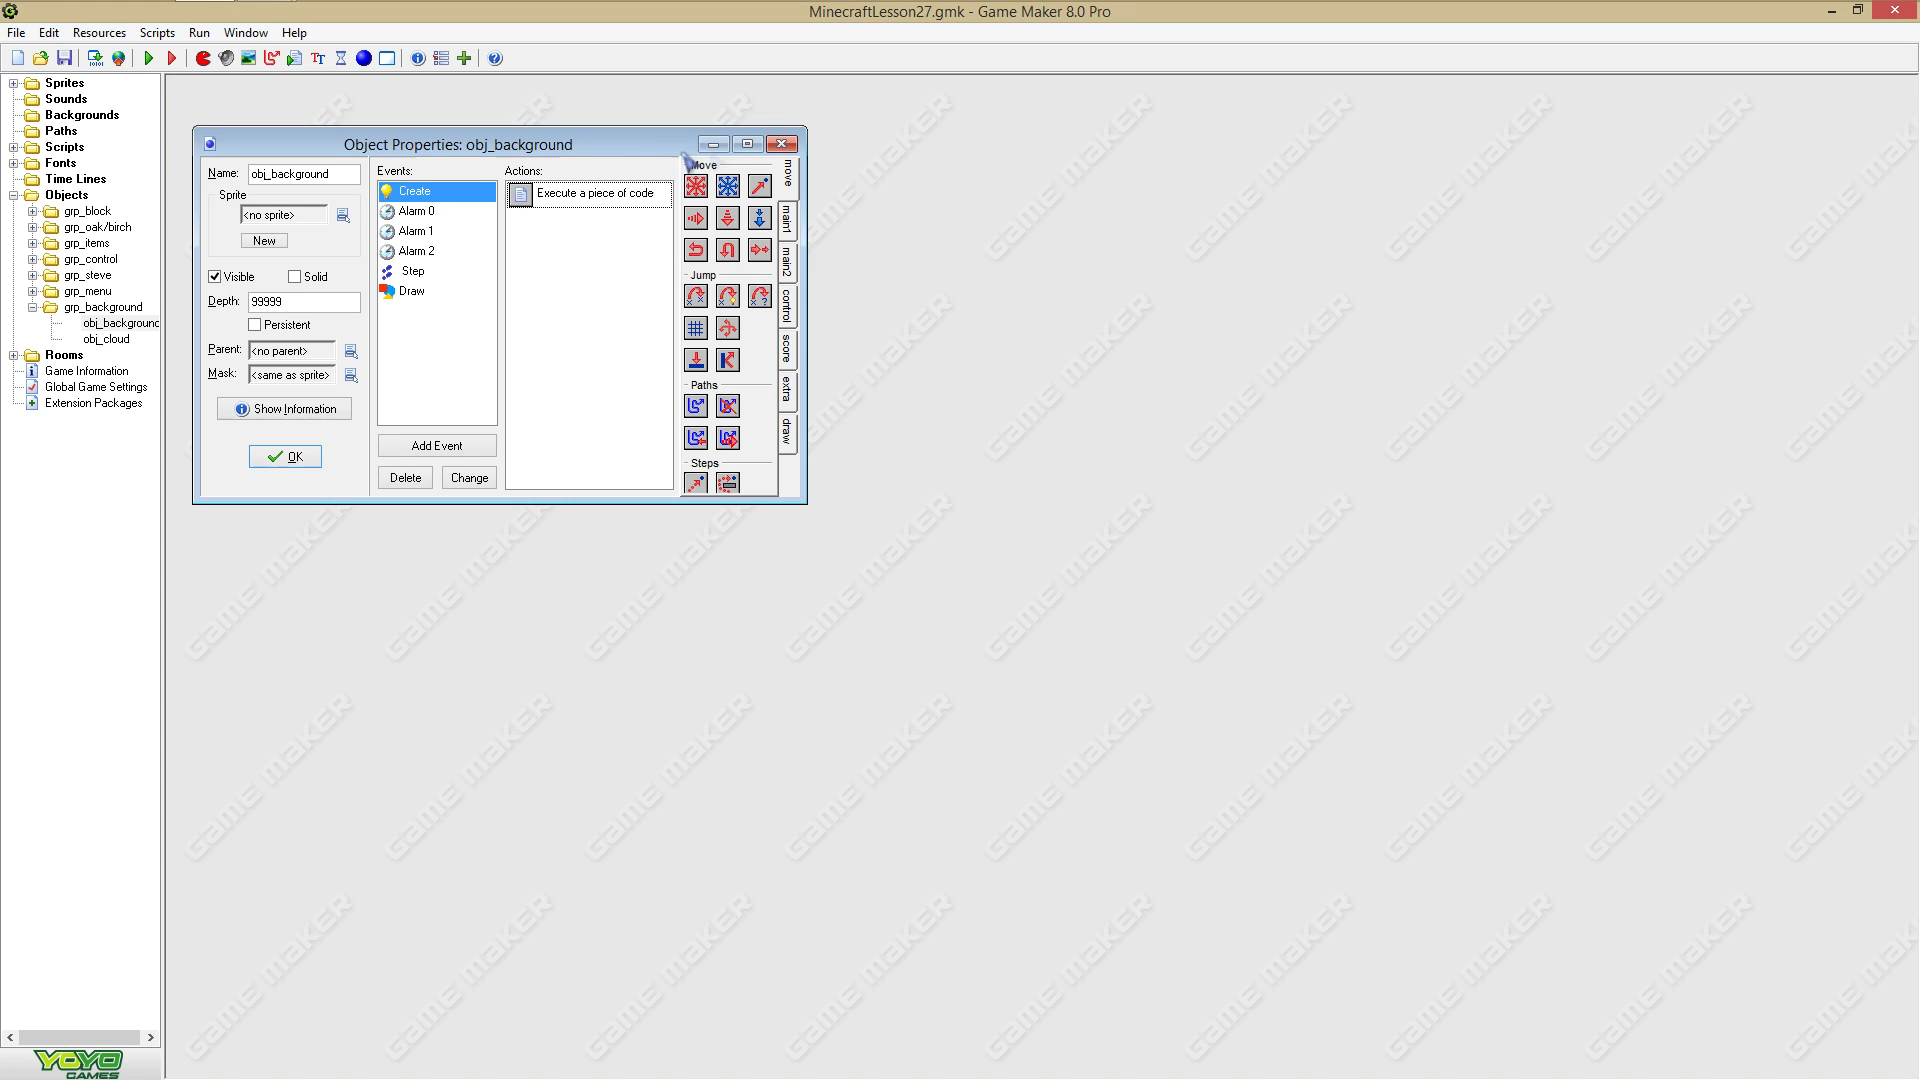 MinecraftLesson27.gmk - Game Maker 8.0 Pro
File Edit Resources Scripts Run Window Help
Sprites
Sounds
Backgrounds
Paths
Scripts
Fonts
Time Lines
Objects
grp_block
grp_oak/birch
grp_items
grp_control
grp_steve
grp_menu
grp_background
obj_background
obj_cloud
Rooms
Game Information
Global Game Settings
Extension Packages
YOYO
GAMES
Object Properties: obj_background
Name: obj_background
Sprite
<no sprite>
New
Visible Solid
Depth: 99999
Persistent
Parent: <no parent>
Mask: <same as sprite>
Show Information
OK
Events:
Create
Alarm 0
Alarm 1
Alarm 2
Step
Draw
Add Event
Delete Change
Actions:
Execute a piece of code
Move
Jump
Paths
Steps
move
main1
main2
control
score
extra
draw
GAME MAKER